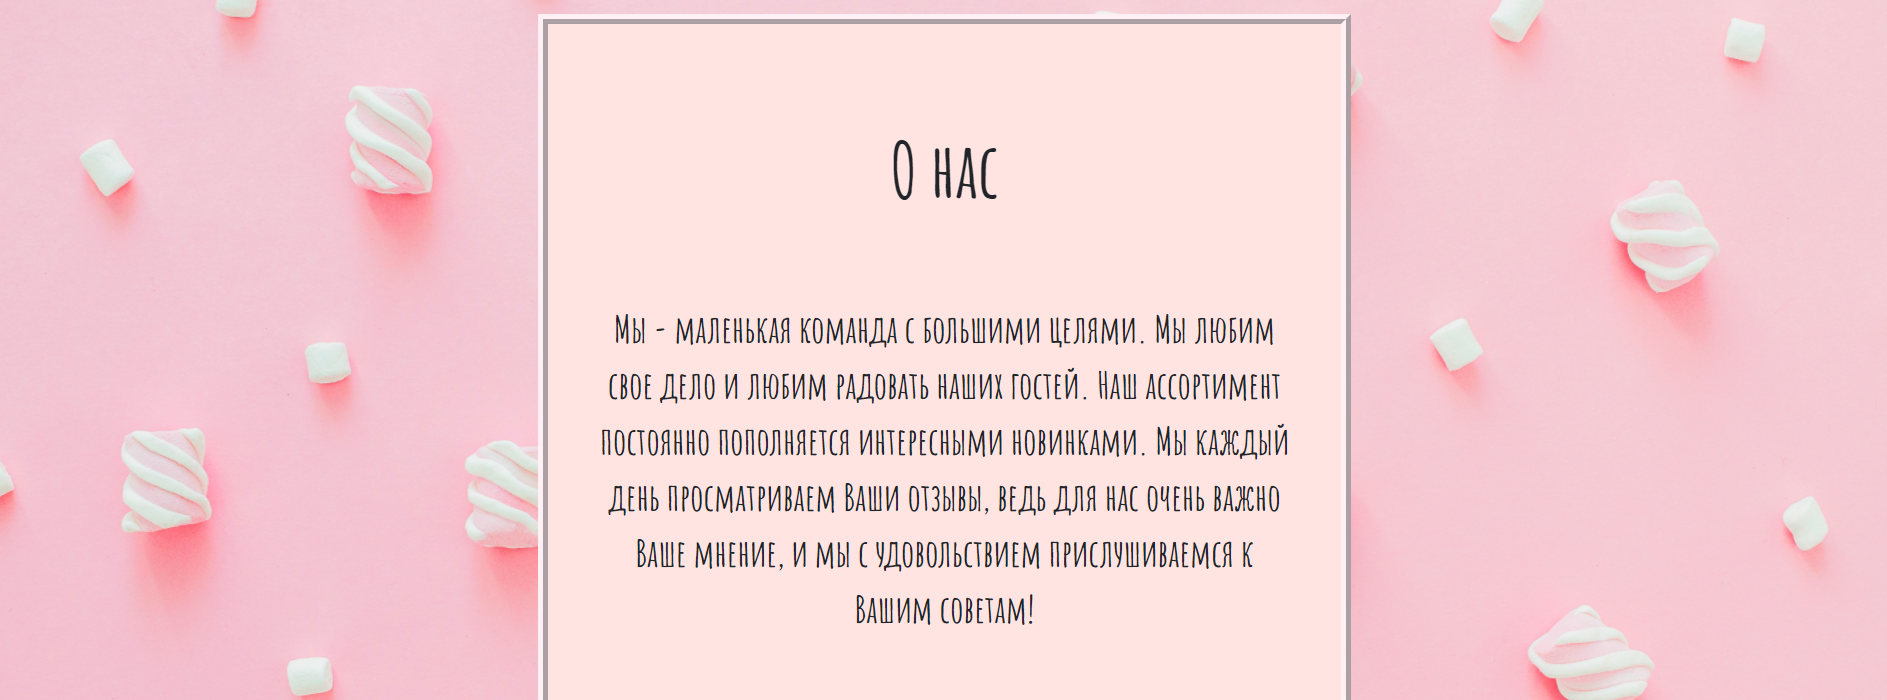 О нас
Мы - маленькая команда с большими целями. Мы любим
свое дело и любим радовать наших гостей. Наш ассортимент
постоянно пополняется интересными новинками. Мы каждый
день просматриваем Ваши отзывы, ведь для нас очень важно
Ваше мнение, и мы с удовольствием прислушиваемся к
Вашим советам!